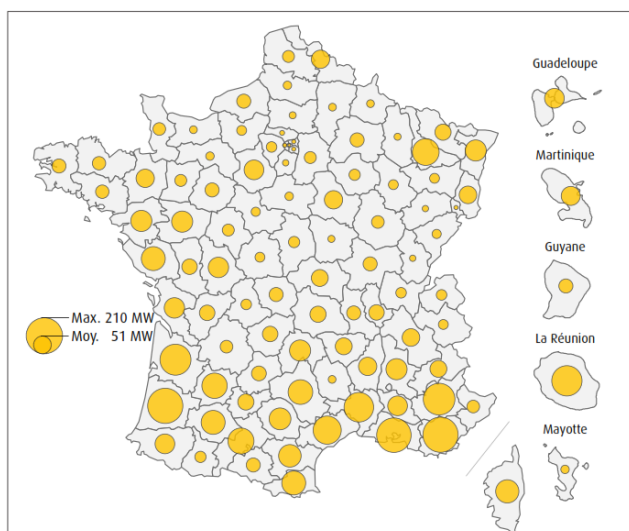 Guadeloupe
Martinique
Guyane
La Réunion
Mayotte
Max. 210 MW
Moy. 51 MW